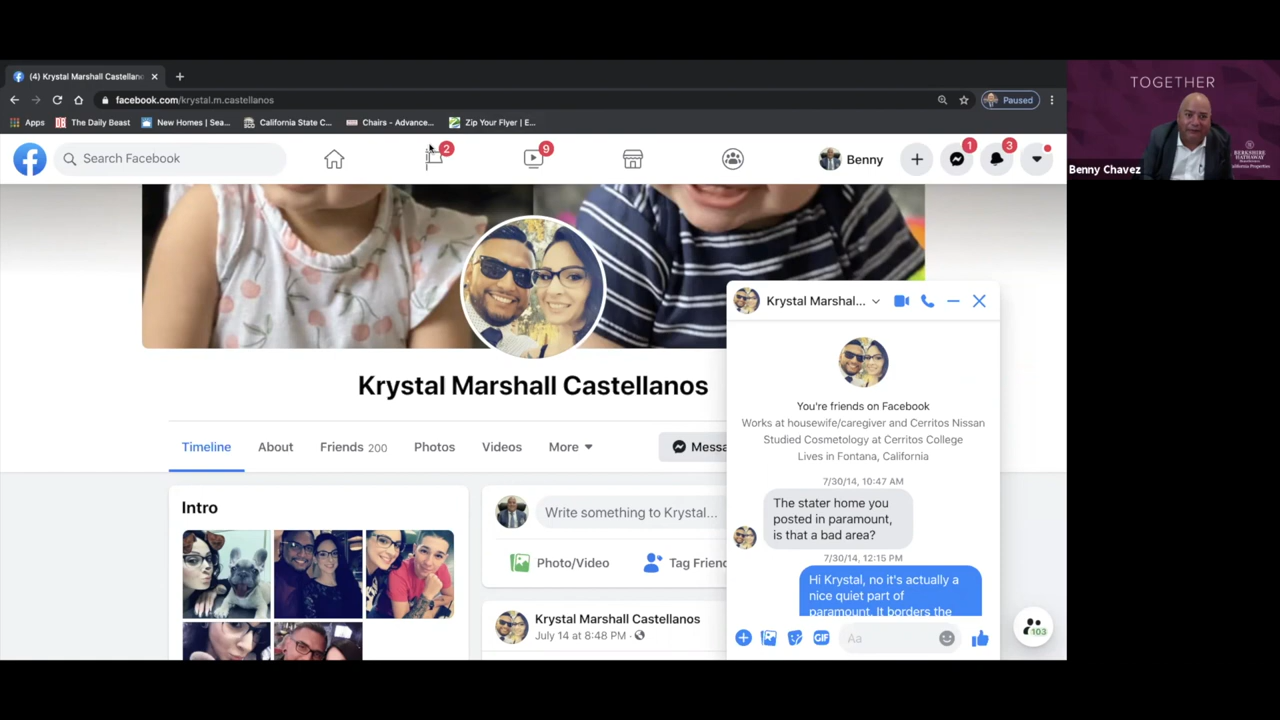 (4) Krystal Marshall Castellano
facebook.com/krystal.m.castellanos
Paused
Apps
The Daily Beast
New Homes | Sea...
California State C...
Chairs - Advance...
Zip Your Flyer | E...
Search Facebook
2
9
Benny
1
3
TOGETHER
BERKSHIRE
HATHAWAY
Benny Chavez
Krystal Marshall Castellanos
Timeline
About
Friends 200
Photos
Videos
More
Messa
Intro
Write something to Krystal...
Photo/Video
Tag Frien
Krystal Marshall Castellanos
July 14 at 8:48 PM
Krystal Marshal...
You're friends on Facebook
Works at housewife/caregiver and Cerritos Nissan
Studied Cosmetology at Cerritos College
Lives in Fontana, California
7/30/14, 10:47 AM
The stater home you
posted in paramount,
is that a bad area?
7/30/14, 12:15 PM
Hi Krystal, no it's actually a
nice quiet part of
paramount. It borders the
GIF
Aa
103